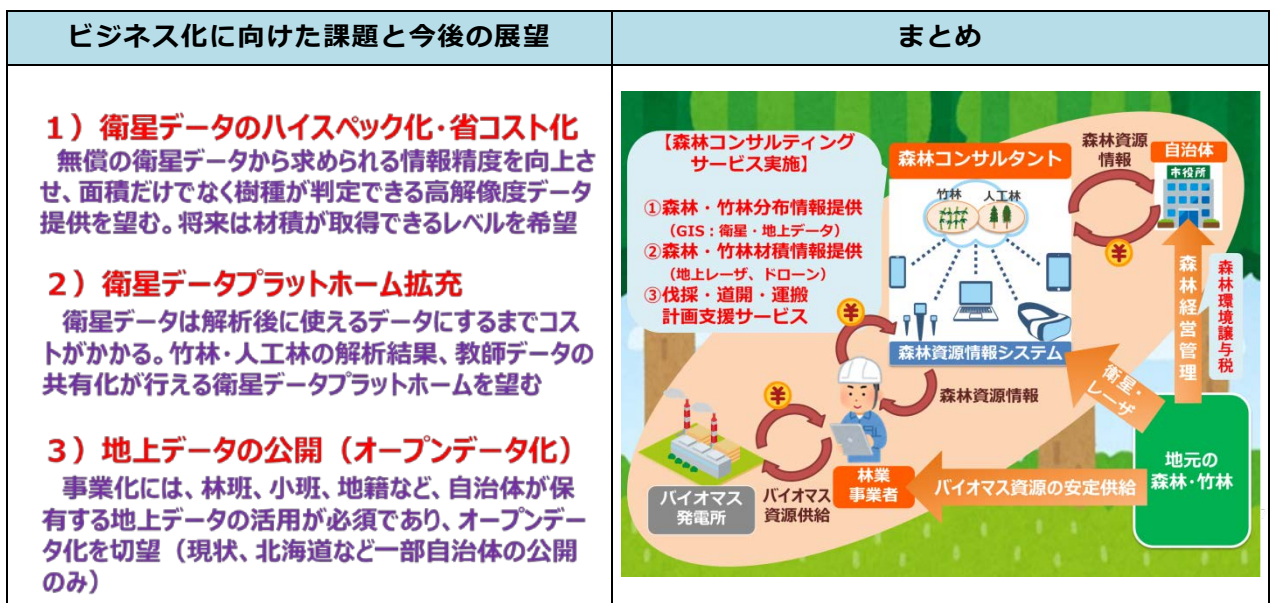 ビジネス化に向けた課題と今後の展望
まとめ
1）衛星データのハイスペック化・省コスト化
無償の衛星データから求められる情報精度を向上さ
せ、面積だけでなく樹種が判定できる高解像度データ
提供を望む。将来は材積が取得できるレベルを希望
2）衛星データプラットホーム拡充
衛星データは解析後に使えるデータにするまでコス
トがかかる。竹林・人工林の解析結果、教師データの
共有化が行える衛星データプラットホームを望む
3）地上データの公開（オープンデータ化）
事業化には、林班、小班、地籍など、自治体が保
有する地上データの活用が必須であり、オープンデー
タ化を切望（現状、北海道など一部自治体の公開
のみ）
【森林コンサルティング
サービス実施】
①森林・竹林分布情報提供
（GIS：衛星・地上データ）
②森林・竹林材積情報提供
（地上レーザ、ドローン）
③伐採・道開・運搬
計画支援サービス
森林コンサルタント
竹林
人工林
森林資源情報システム
森林資源
情報
自治体
市役所
¥
森林経営管理
森林環境譲与税
¥
衛星・
レーザ
森林資源情報
¥
地元の
森林・竹林
林業
事業者
バイオマス資源の安定供給
バイオマス
発電所
バイオマス
資源供給